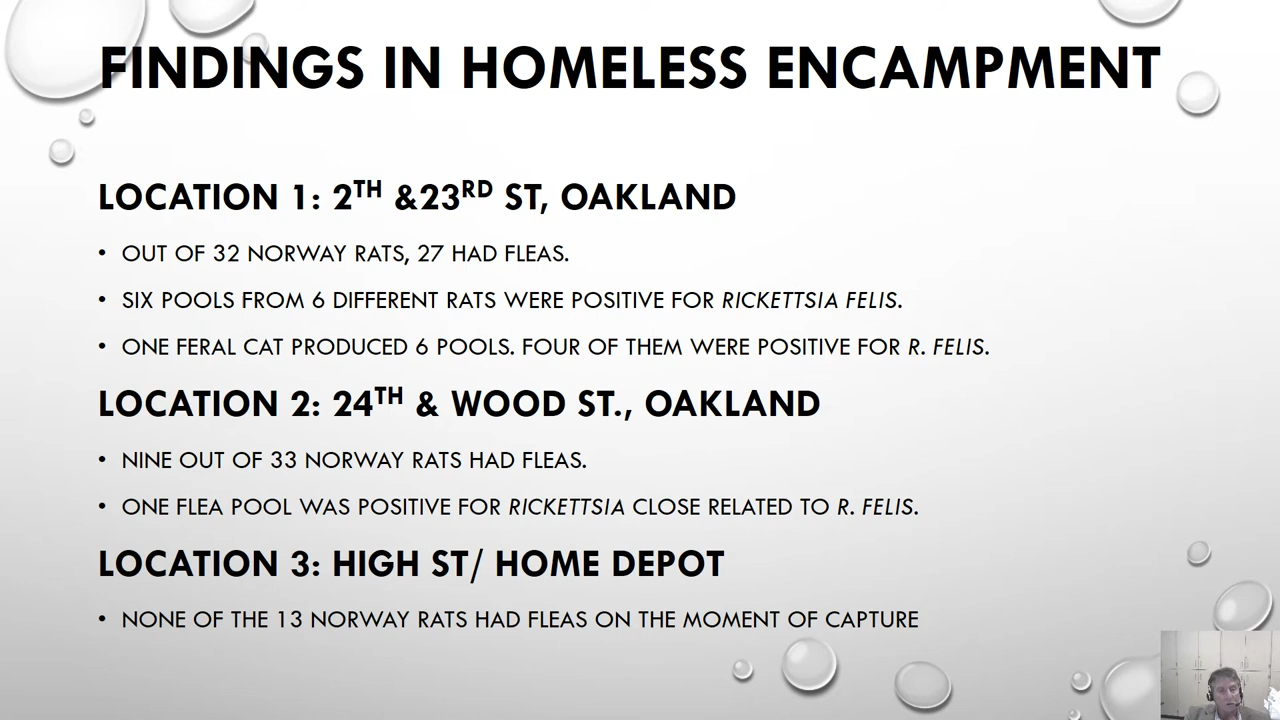 FINDINGS IN HOMELESS ENCAMPMENT
LOCATION 1: 2TH &23RD ST, OAKLAND
• OUT OF 32 NORWAY RATS, 27 HAD FLEAS.
• SIX POOLS FROM 6 DIFFERENT RATS WERE POSITIVE FOR RICKETTSIA FELIS.
• ONE FERAL CAT PRODUCED 6 POOLS. FOUR OF THEM WERE POSITIVE FOR R. FELIS.
LOCATION 2: 24TH & WOOD ST., OAKLAND
• NINE OUT OF 33 NORWAY RATS HAD FLEAS.
• ONE FLEA POOL WAS POSITIVE FOR RICKETTSIA CLOSE RELATED TO R. FELIS.
LOCATION 3: HIGH ST/ HOME DEPOT
• NONE OF THE 13 NORWAY RATS HAD FLEAS ON THE MOMENT OF CAPTURE